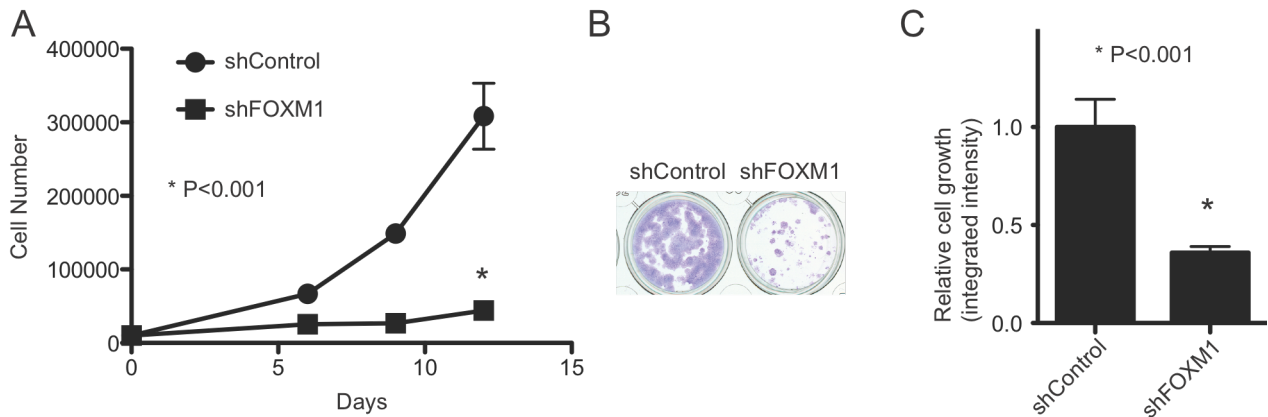 A
400000
300000
200000
100000
0
Cell Number
shControl
shFOXM1
* P<0.001
*
0
5
10
15
Days
B
shControl shFOXM1
C
* P<0.001
Relative cell growth
(integrated intensity)
1.0
0.5
0.0
*
shControl
shFOXM1